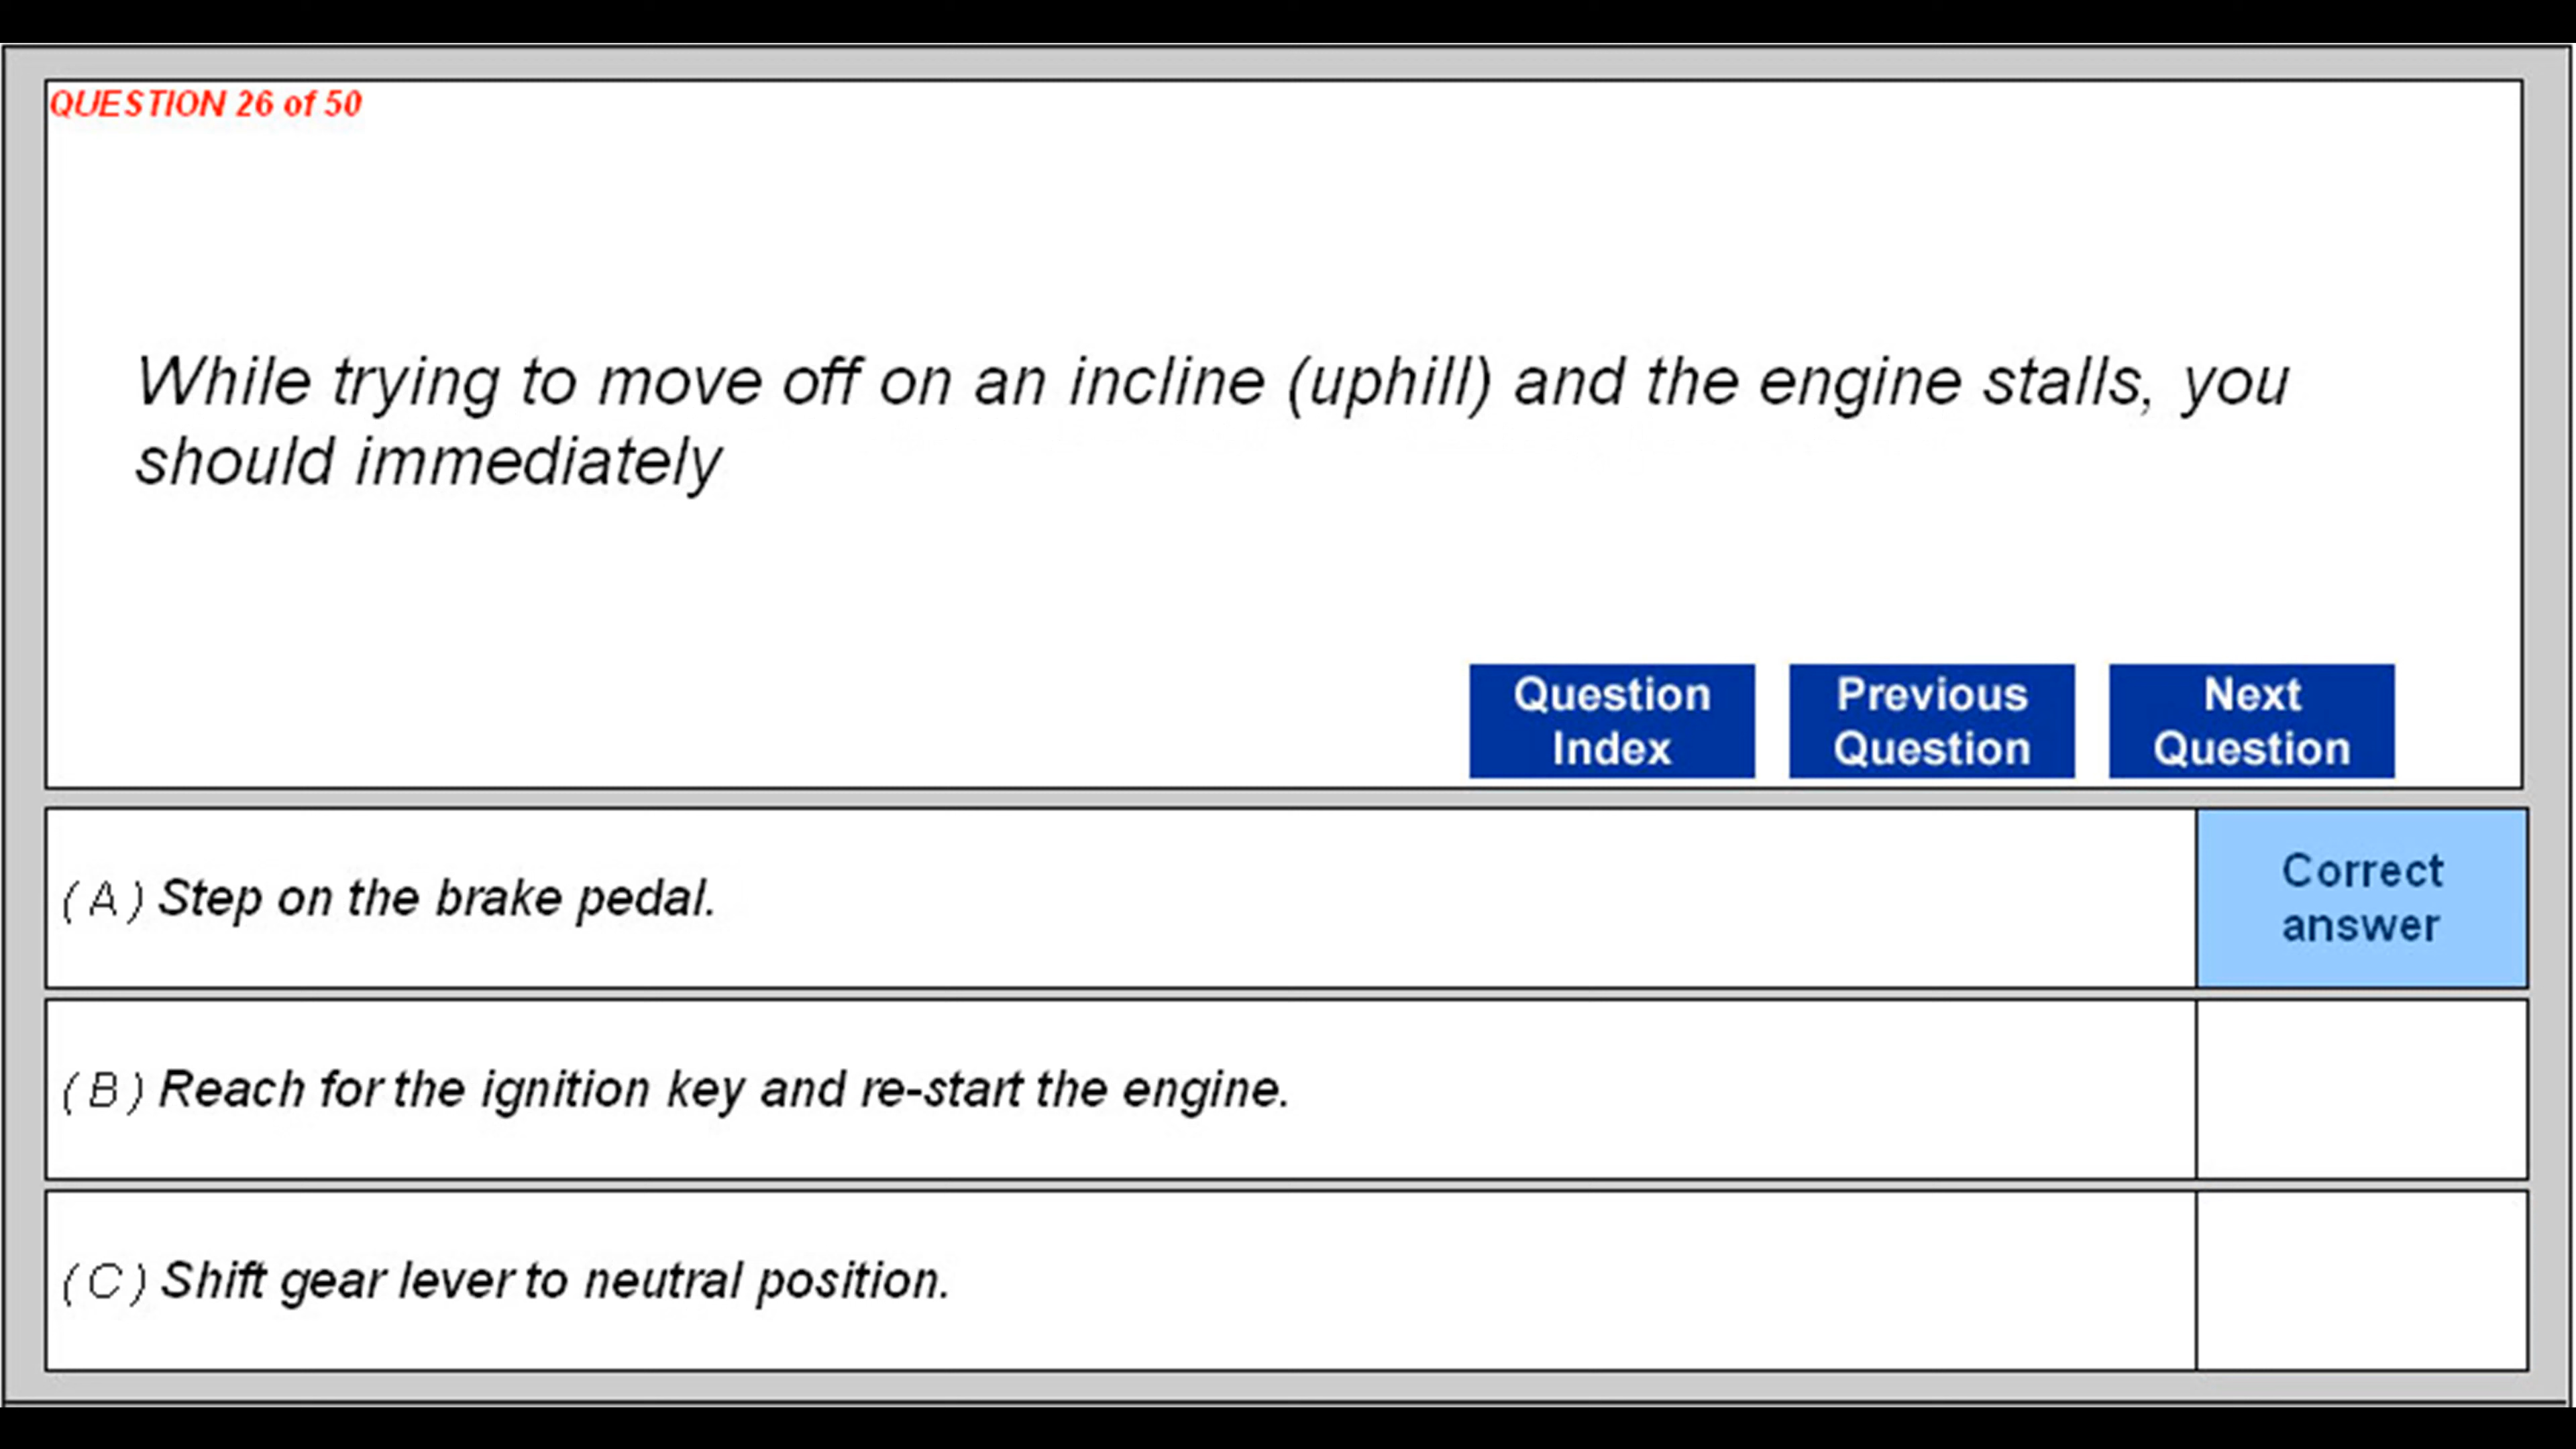 QUESTION 26 of 50
While trying to move off on an incline (uphill) and the engine stalls, you
should immediately
Question
Index
Previous
Question
Next
Question
(A) Step on the brake pedal.
Correct
answer
(B) Reach for the ignition key and re-start the engine.
(C) Shift gear lever to neutral position.